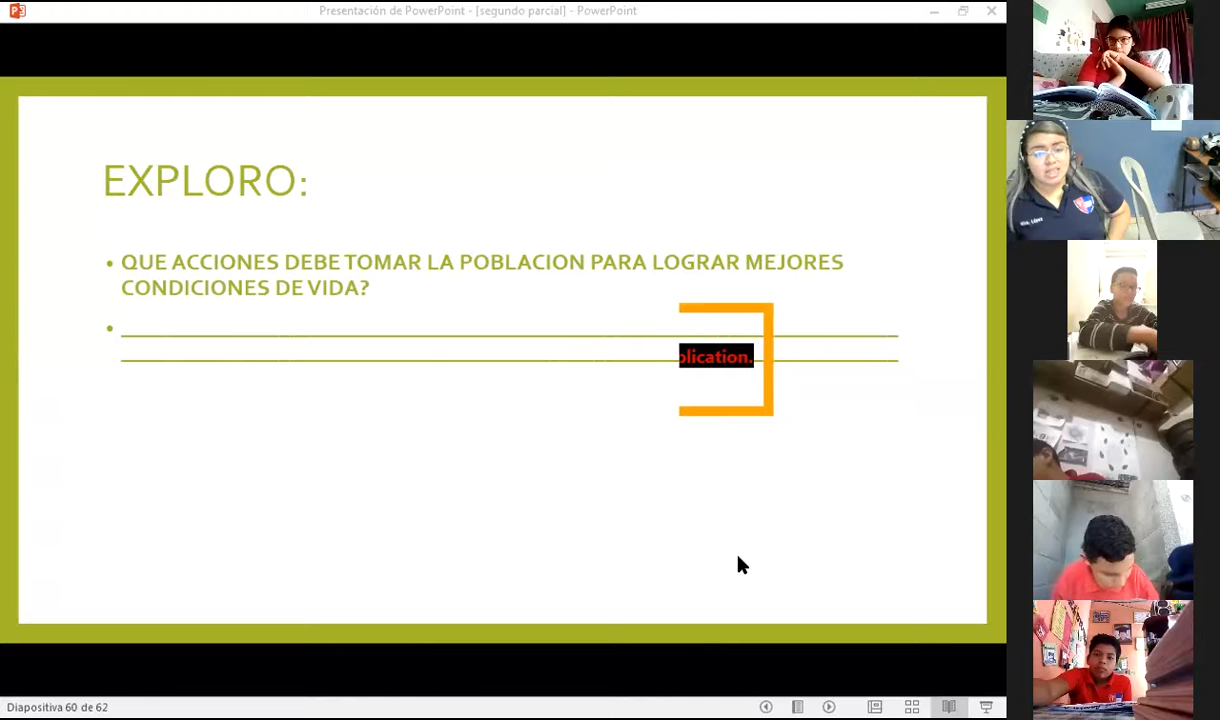 Presentación de PowerPoint - [segundo parcial] - PowerPoint
EXPLORO:
• QUE ACCIONES DEBE TOMAR LA POBLACION PARA LOGRAR MEJORES
CONDICIONES DE VIDA?
plication.
Diapositiva 60 de 62